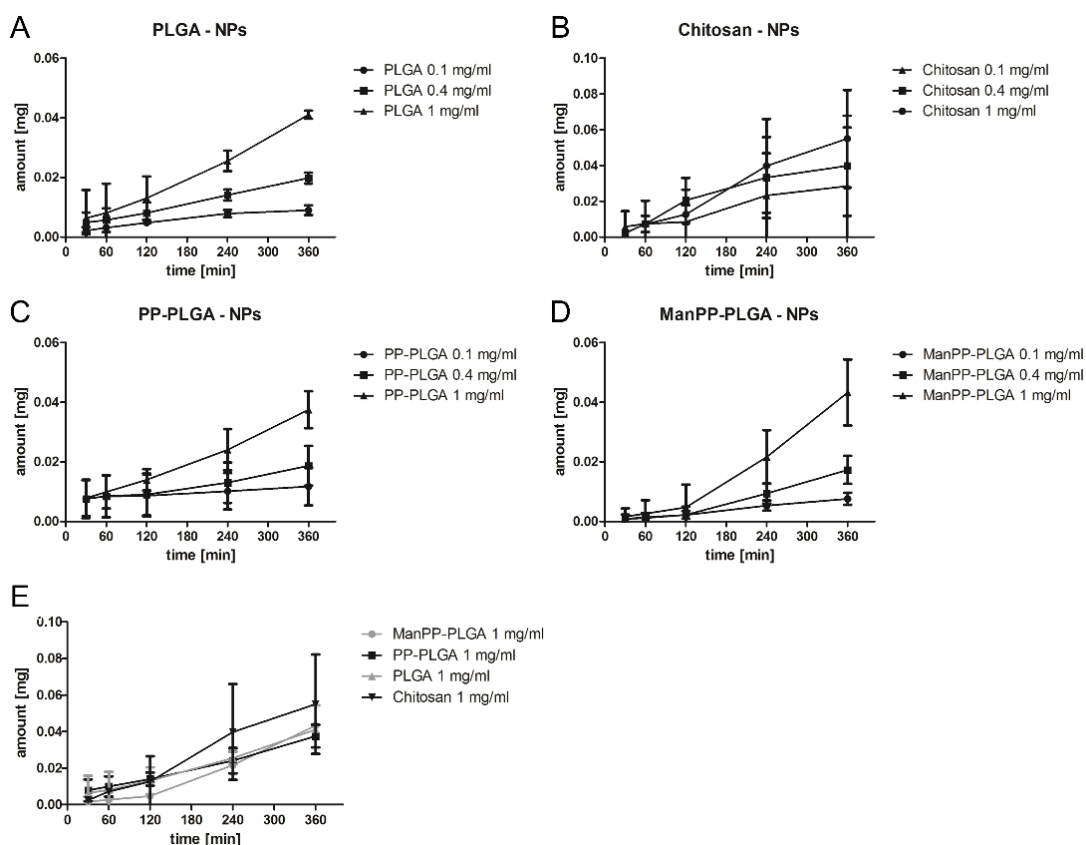 A
PLGA - NPs
amount [mg]
0.06
0.04
0.02
0.00
0 60 120 180 240 300 360
time [min]
PLGA 0.1 mg/ml
PLGA 0.4 mg/ml
PLGA 1 mg/ml
B
Chitosan - NPs
amount [mg]
0.10
0.08
0.06
0.04
0.02
0.00
0 60 120 180 240 300 360
time [min]
Chitosan 0.1 mg/ml
Chitosan 0.4 mg/ml
Chitosan 1 mg/ml
C
PP-PLGA - NPs
amount [mg]
0.06
0.04
0.02
0.00
0 60 120 180 240 300 360
time [min]
PP-PLGA 0.1 mg/ml
PP-PLGA 0.4 mg/ml
PP-PLGA 1 mg/ml
D
ManPP-PLGA - NPs
amount [mg]
0.06
0.04
0.02
0.00
0 60 120 180 240 300 360
time [min]
ManPP-PLGA 0.1 mg/ml
ManPP-PLGA 0.4 mg/ml
ManPP-PLGA 1 mg/ml
E
amount [mg]
0.10
0.08
0.06
0.04
0.02
0.00
0 60 120 180 240 300 360
time [min]
ManPP-PLGA 1 mg/ml
PP-PLGA 1 mg/ml
PLGA 1 mg/ml
Chitosan 1 mg/ml